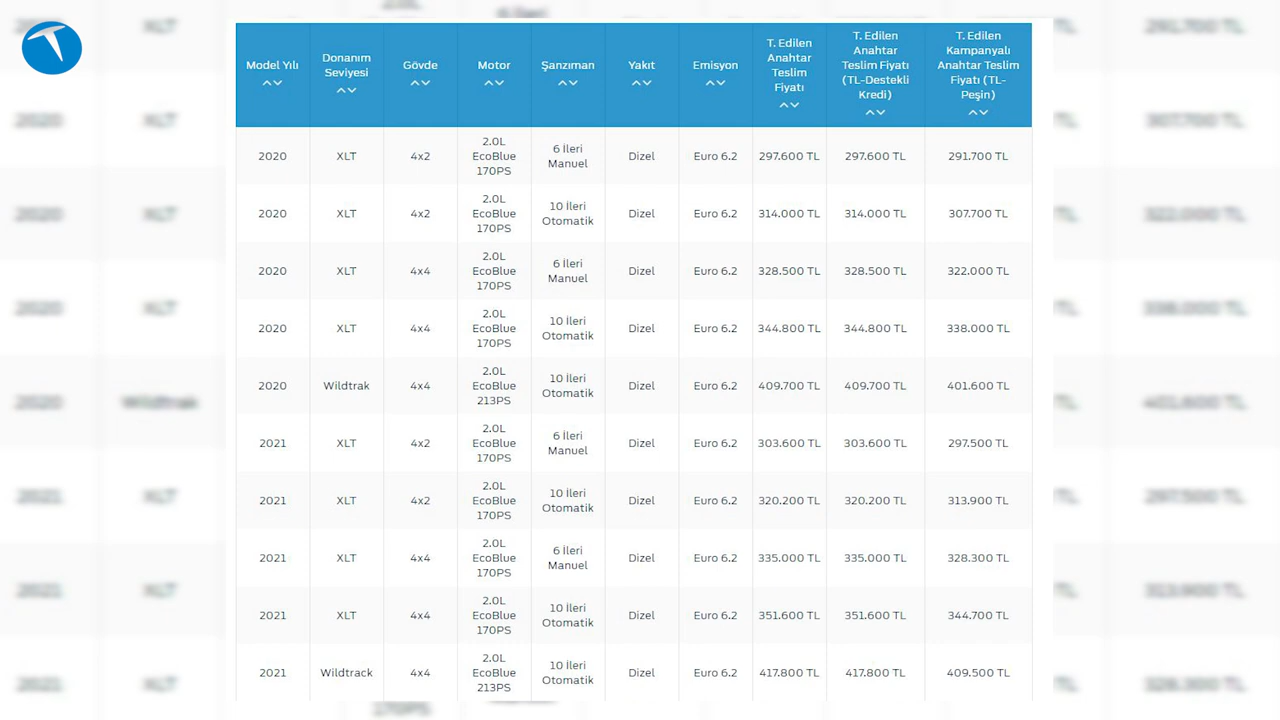 Model Yılı
Donanım Seviyesi
Gövde
Motor
Şanzıman
Yakıt
Emisyon
T. Edilen Anahtar Teslim Fiyatı
T. Edilen Anahtar Teslim Fiyatı (TL-Destekli Kredi)
T. Edilen Kampanyalı Anahtar Teslim Fiyatı (TL-Peşin)
2020 XLT 4x2 2.0L EcoBlue 170PS 6 İleri Manuel Dizel Euro 6.2 297.600 TL 297.600 TL 291.700 TL
2020 XLT 4x2 2.0L EcoBlue 170PS 10 İleri Otomatik Dizel Euro 6.2 314.000 TL 314.000 TL 307.700 TL
2020 XLT 4x4 2.0L EcoBlue 170PS 6 İleri Manuel Dizel Euro 6.2 328.500 TL 328.500 TL 322.000 TL
2020 XLT 4x4 2.0L EcoBlue 170PS 10 İleri Otomatik Dizel Euro 6.2 344.800 TL 344.800 TL 338.000 TL
2020 Wildtrak 4x4 2.0L EcoBlue 213PS 10 İleri Otomatik Dizel Euro 6.2 409.700 TL 409.700 TL 401.600 TL
2021 XLT 4x2 2.0L EcoBlue 170PS 6 İleri Manuel Dizel Euro 6.2 303.600 TL 303.600 TL 297.500 TL
2021 XLT 4x2 2.0L EcoBlue 170PS 10 İleri Otomatik Dizel Euro 6.2 320.200 TL 320.200 TL 313.900 TL
2021 XLT 4x4 2.0L EcoBlue 170PS 6 İleri Manuel Dizel Euro 6.2 335.000 TL 335.000 TL 328.300 TL
2021 XLT 4x4 2.0L EcoBlue 170PS 10 İleri Otomatik Dizel Euro 6.2 351.600 TL 351.600 TL 344.700 TL
2021 Wildtrack 4x4 2.0L EcoBlue 213PS 10 İleri Otomatik Dizel Euro 6.2 417.800 TL 417.800 TL 409.500 TL